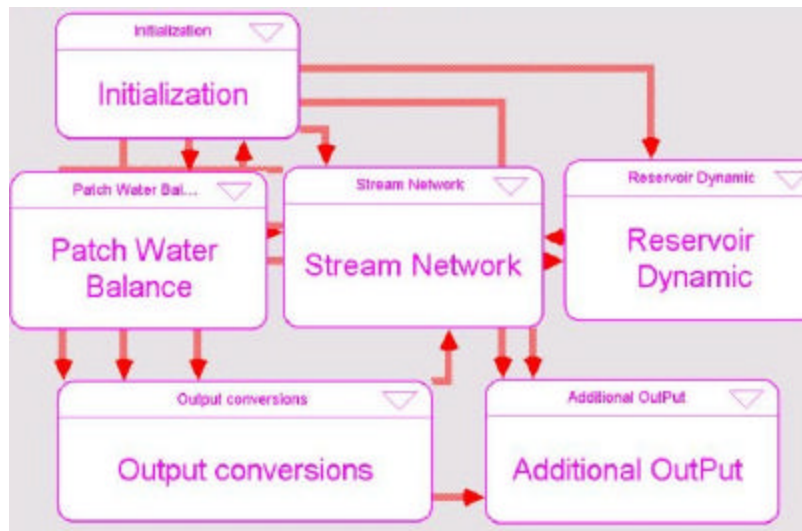 Initialization
Initialization
Patch Water Bal...
Patch Water
Balance
Stream Network
Stream Network
Reservoir Dynamic
Reservoir
Dynamic
Output conversions
Output conversions
Additional OutPut
Additional OutPut